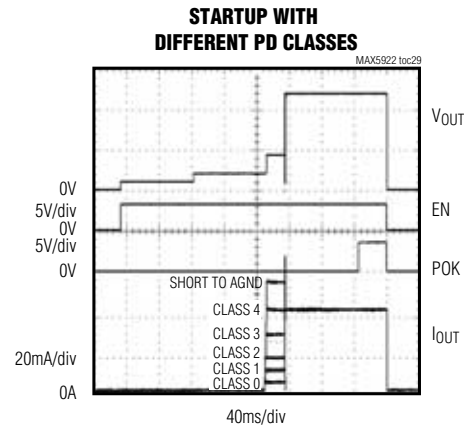 STARTUP WITH
DIFFERENT PD CLASSES
MAX5922 toc29
VOUT
0V
5V/div
EN
0V
5V/div
0V
POK
SHORT TO AGND
CLASS 4
CLASS 3
IOUT
CLASS 2
20mA/div
CLASS 1
CLASS 0
0A
40ms/div